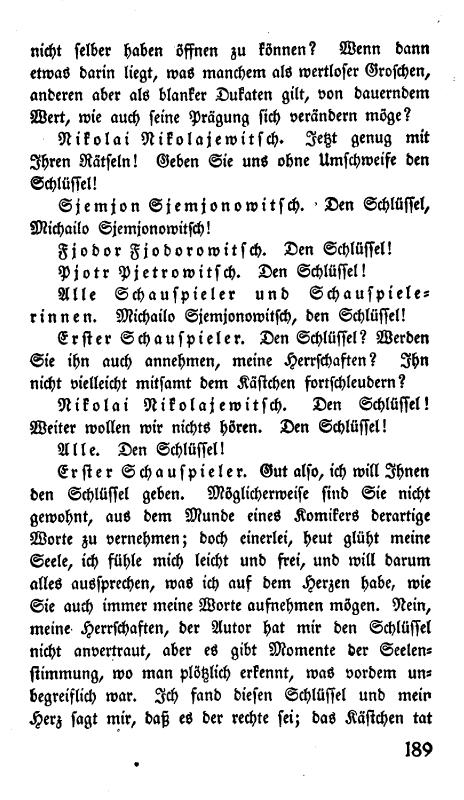 nicht selber haben öffnen zu können? Wenn dann
etwas darin liegt, was manchem als wertloser Groschen,
anderen aber als blanker Dukaten gilt, von dauerndem
Wert, wie auch seine Prägung sich verändern möge?
Nikolai Nikolajewitsch. Jetzt genug mit
Ihren Rätseln! Geben Sie uns ohne Umschweife den
Schlüssel!
Sjemjon Sjemjonowitsch. Den Schlüssel,
Michailo Sjemjonowitsch!
Fjodor Fjodorowitsch. Den Schlüssel!
Pjotr Pjetrowitsch. Den Schlüssel!
Alle Schauspieler und Schauspiele-
rinnen. Michailo Sjemjonowitsch, den Schlüssel!
Erster Schauspieler. Den Schlüssel? Werden
Sie ihn auch annehmen, meine Herrschaften? Ihn
nicht vielleicht mitsamt dem Kästchen fortschleudern?
Nikolai Nikolajewitsch. Den Schlüssel!
Weiter wollen wir nichts hören. Den Schlüssel!
Alle. Den Schlüssel!
Erster Schauspieler. Gut also, ich will Ihnen
den Schlüssel geben. Möglicherweise sind Sie nicht
gewohnt, aus dem Munde eines Komikers derartige
Worte zu vernehmen; doch einerlei, heut glüht meine
Seele, ich fühle mich leicht und frei, und will darum
alles aussprechen, was ich auf dem Herzen habe, wie
Sie auch immer meine Worte aufnehmen mögen. Nein,
meine Herrschaften, der Autor hat mir den Schlüssel
nicht anvertraut, aber es gibt Momente der Seelen-
stimmung, wo man plötzlich erkennt, was vordem un-
begreiflich war. Ich fand diesen Schlüssel und mein
Herz sagt mir, daß es der rechte sei; das Kästchen tat
189